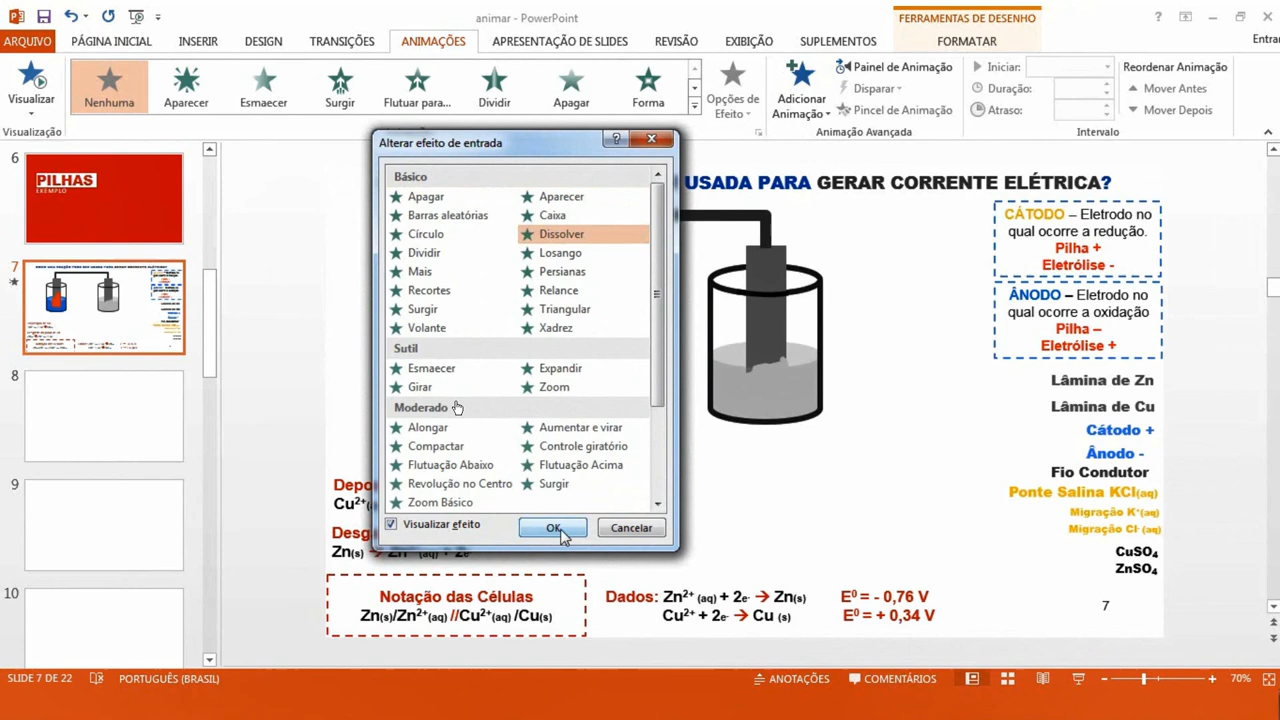 animar - PowerPoint
FERRAMENTAS DE DESENHO
ARQUIVO PÁGINA INICIAL INSERIR DESIGN TRANSIÇÕES ANIMAÇÕES APRESENTAÇÃO DE SLIDES REVISÃO EXIBIÇÃO SUPLEMENTOS FORMATAR Entrar
Visualizar
Nenhuma Aparecer Esmaecer Surgir Flutuar para... Dividir Apagar Forma
Opções de
Efeito
Adicionar
Animação
Painel de Animação
Disparar
Pincel de Animação
Iniciar:
Duração:
Atraso:
Reordenar Animação
Mover Antes
Mover Depois
Visualização
Animação Avançada
Intervalo
Alterar efeito de entrada
Básico
Apagar Aparecer
Barras aleatórias Caixa
Círculo Dissolver
Dividir Losango
Mais Persianas
Recortes Relance
Surgir Triangular
Volante Xadrez
Sutil
Esmaecer Expandir
Girar Zoom
Moderado
Alongar Aumentar e virar
Compactar Controle giratório
Flutuação Abaixo Flutuação Acima
Revolução no Centro Surgir
Zoom Básico
Visualizar efeito
OK Cancelar
6
PILHAS
EXEMPLO
7
8
9
10
USADA PARA GERAR CORRENTE ELÉTRICA?
CÁTODO – Eletrodo no
qual ocorre a redução.
Pilha +
Eletrólise -
ÂNODO – Eletrodo no
qual ocorre a oxidação
Pilha –
Eletrólise +
Lâmina de Zn
Lâmina de Cu
Cátodo +
Ânodo -
Fio Condutor
Ponte Salina KCl(aq)
Migração K⁺(aq)
Migração Cl⁻(aq)
CuSO₄
ZnSO₄
Cu²⁺(aq)
Zn(s) → Zn²⁺(aq) + 2e⁻
Notação das Células
Zn(s)/Zn²⁺(aq) //Cu²⁺(aq) /Cu(s)
Dados: Zn²⁺ (aq) + 2e⁻ → Zn(s) E⁰ = - 0,76 V
Cu²⁺ + 2e⁻ → Cu (s) E⁰ = + 0,34 V
7
SLIDE 7 DE 22 PORTUGUÊS (BRASIL) ANOTAÇÕES COMENTÁRIOS 70%